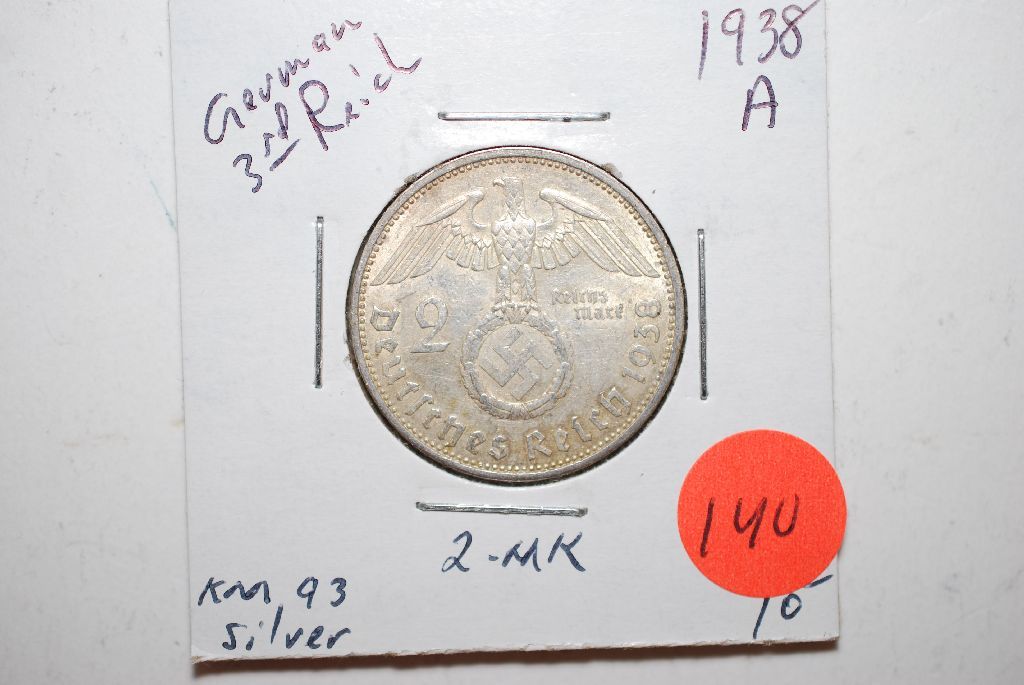 German
3rd Reich
1938
A
2
Reichs
mark
Deutsches Reich 1938
140
2-MK
KM 93
silver
10-